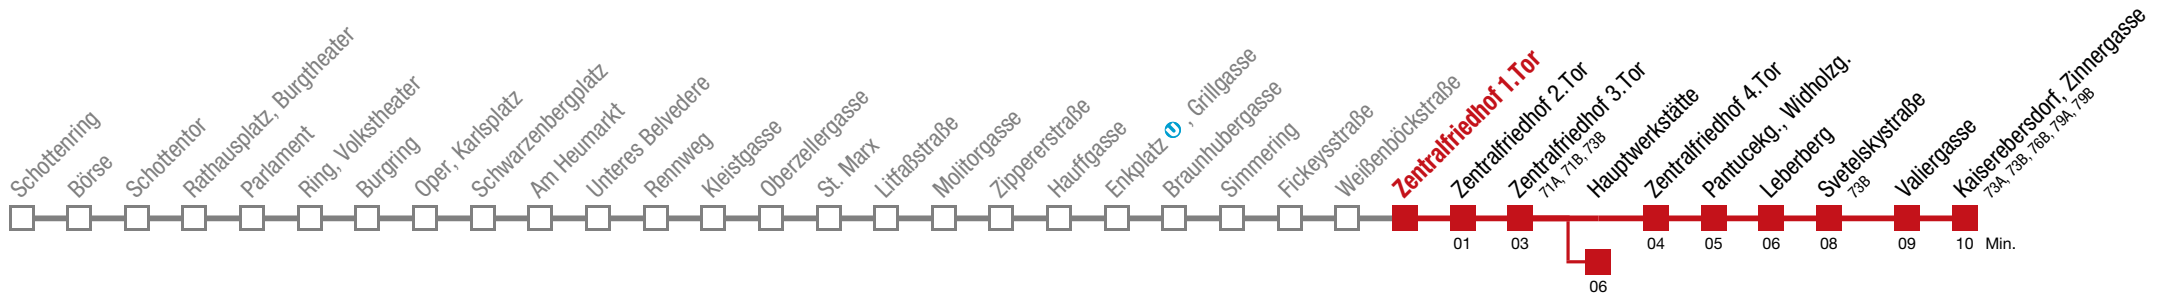 Schottenring
Börse
Schottentor
Rathausplatz, Burgtheater
Parlament
Ring, Volkstheater
Burgring
Oper, Karlsplatz
Schwarzenbergplatz
Am Heumarkt
Unteres Belvedere
Rennweg
Kleistgasse
Oberzellergasse
St. Marx
Litfaßstraße
Molitorgasse
Zippererstraße
Hauffgasse
Enkplatz U , Grillgasse
Braunhubergasse
Simmering
Fickeysstraße
Weißenböckstraße
Zentralfriedhof 1.Tor
Zentralfriedhof 2.Tor
Zentralfriedhof 3.Tor
71A, 71B, 73B
Hauptwerkstätte
Zentralfriedhof 4.Tor
Pantucekg., Widholzg.
Leberberg
Svetelskystraße
73B
Valiergasse
Kaiserebersdorf, Zinnergasse
73A, 73B, 76B, 79A, 79B
01 03 04 05 06 08 09 10 Min.
06